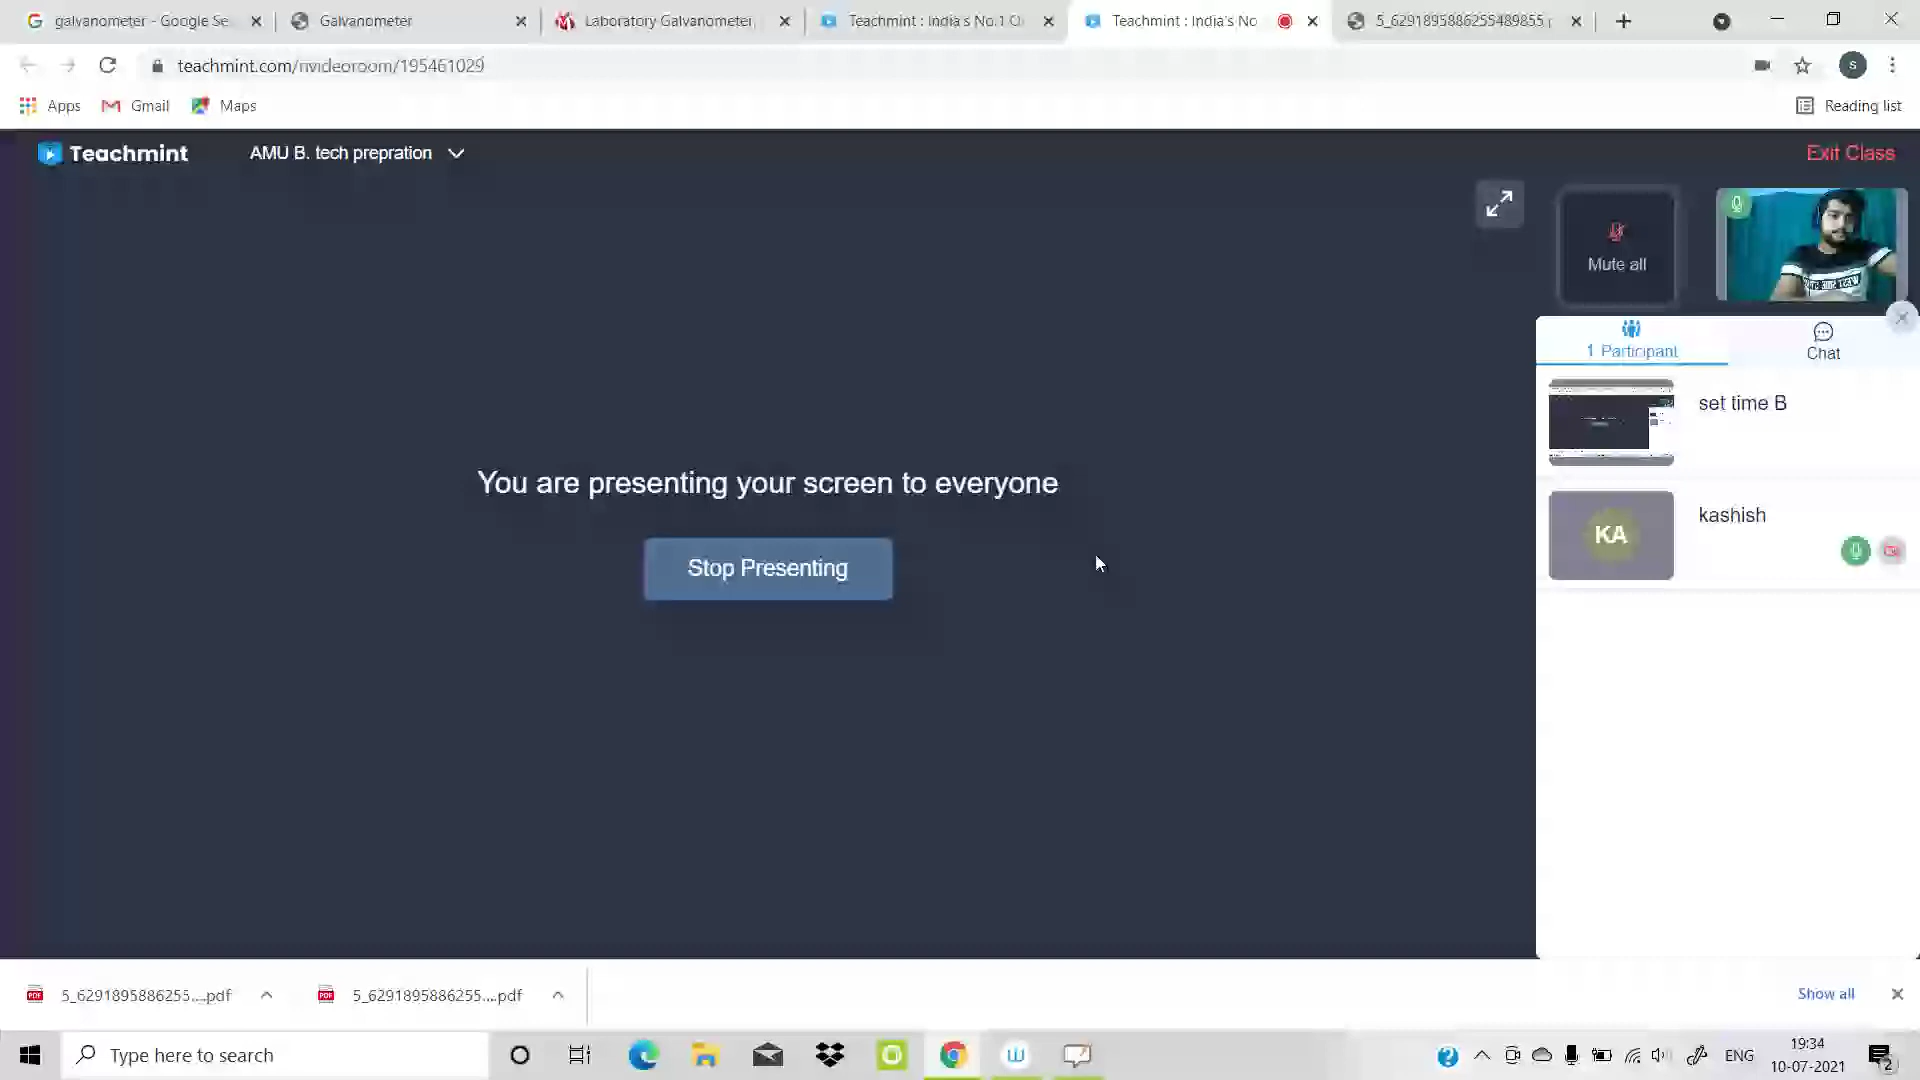 galvanometer - Google Se
Galvanometer
Laboratory Galvanometer,
Teachmint : India's No.1 Cl
Teachmint : India's No
5_6291895886255489855
teachmint.com/nvideoroom/195461029
S
Apps
Gmail
Maps
Reading list
Teachmint
AMU B. tech prepration
Exit Class
Mute all
1 Participant
Chat
set time B
KA
kashish
You are presenting your screen to everyone
Stop Presenting
5_6291895886255....pdf
5_6291895886255....pdf
Show all
Type here to search
ENG
19:34
10-07-2021
2